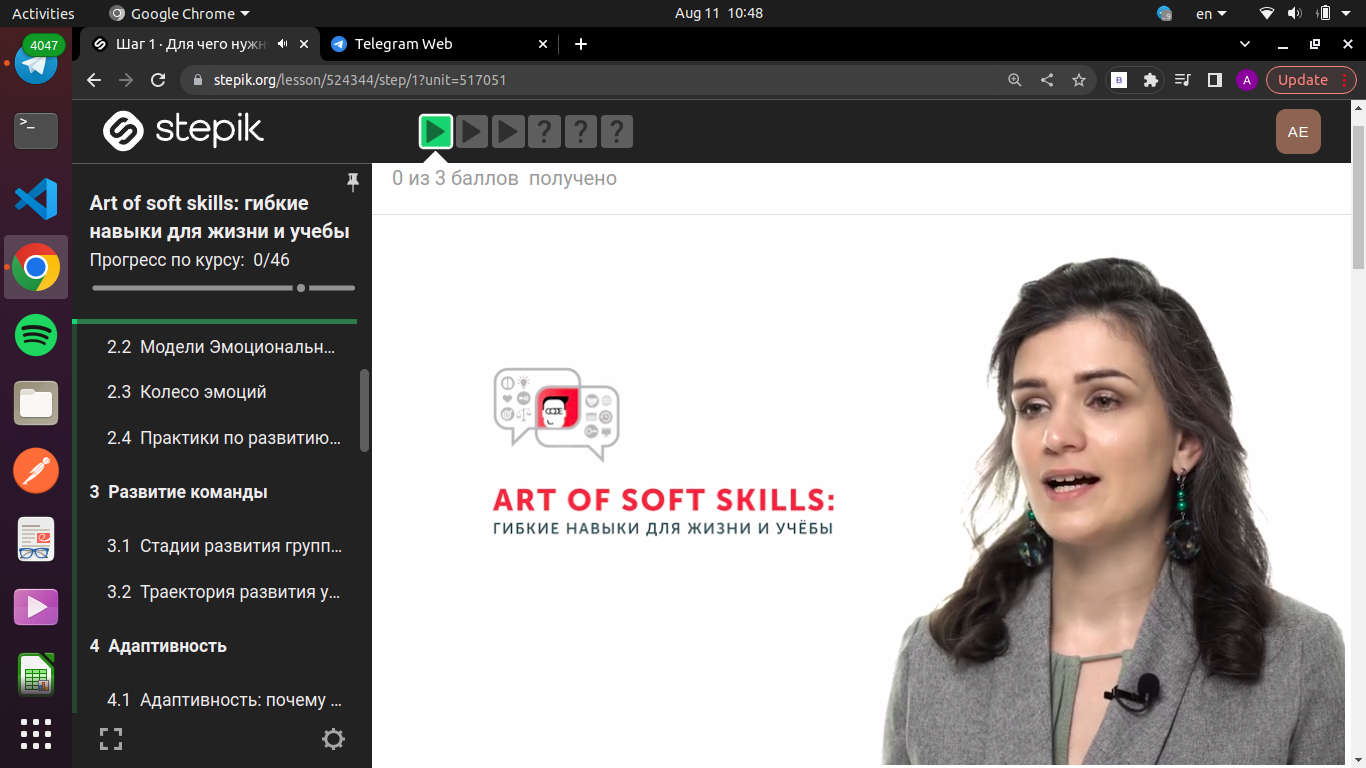 Activities
Google Chrome
Aug 11 10:48
en
4047
Шаг 1 · Для чего нужн
Telegram Web
stepik.org/lesson/524344/step/1?unit=517051
B
A
Update
stepik
? ? ?
AE
Art of soft skills: гибкие
навыки для жизни и учебы
Прогресс по курсу: 0/46
2.2 Модели Эмоциональн...
2.3 Колесо эмоций
2.4 Практики по развитию...
3 Развитие команды
3.1 Стадии развития групп...
3.2 Траектория развития у...
4 Адаптивность
4.1 Адаптивность: почему ...
0 из 3 баллов получено
ART OF SOFT SKILLS:
ГИБКИЕ НАВЫКИ ДЛЯ ЖИЗНИ И УЧЁБЫ